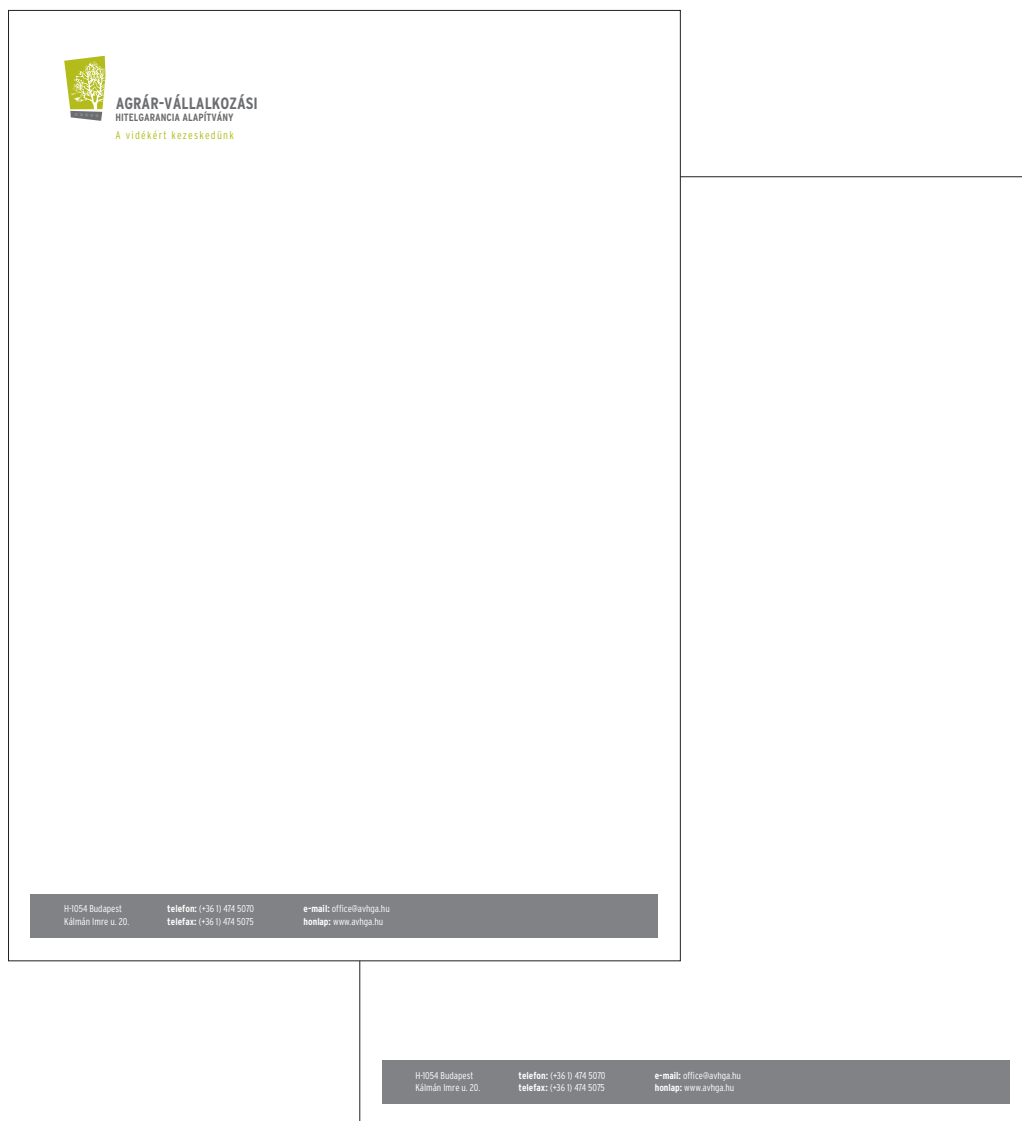 AGRÁR-VÁLLALKOZÁSI
HITELGARANCIA ALAPÍTVÁNY
A vidékért kezeskedünk
H-1054 Budapest telefon: (+36 1) 474 5070 e-mail: office@avhga.hu
Kálmán Imre u. 20. telefax: (+36 1) 474 5075 honlap: www.avhga.hu
H-1054 Budapest telefon: (+36 1) 474 5070 e-mail: office@avhga.hu
Kálmán Imre u. 20. telefax: (+36 1) 474 5075 honlap: www.avhga.hu